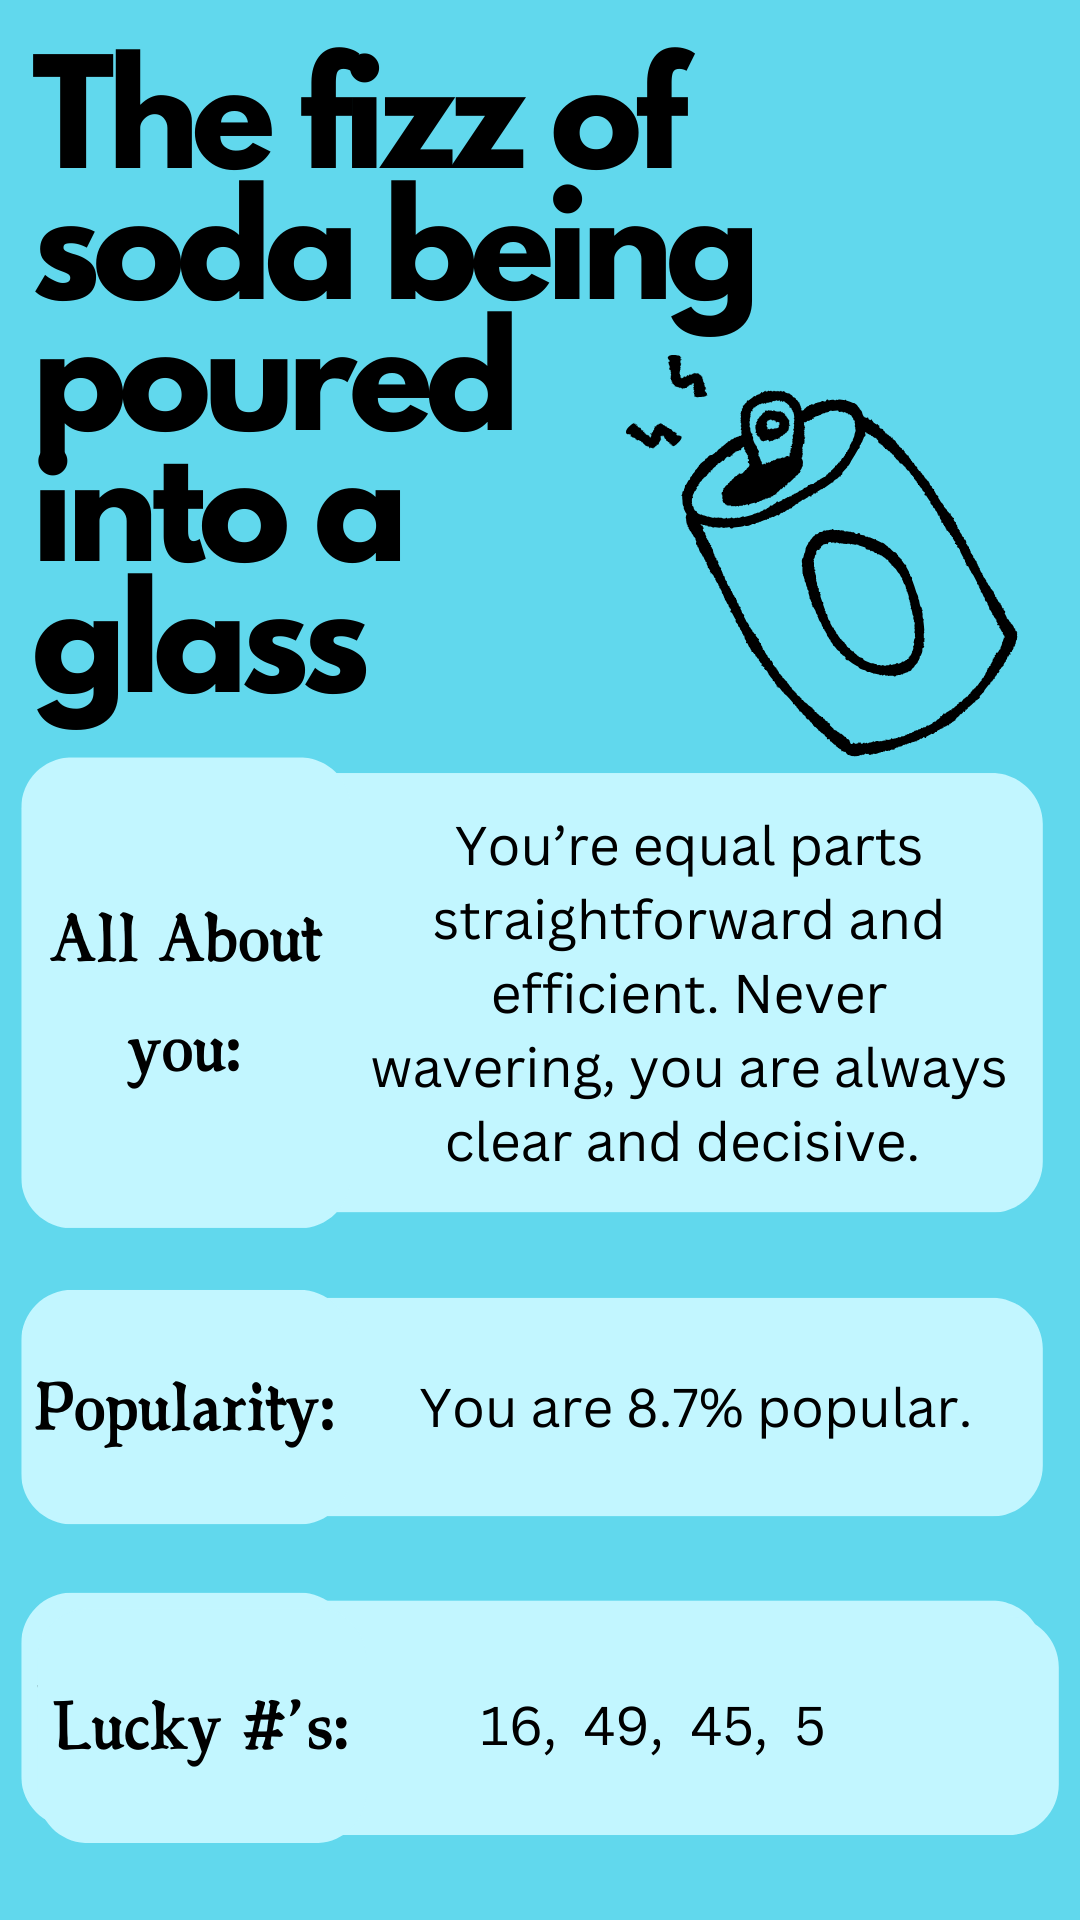 The fizz of
soda being
poured
into a
glass
All About
you:
You’re equal parts
straightforward and
efficient. Never
wavering, you are always
clear and decisive.
Popularity:
You are 8.7% popular.
Lucky #’s:
16, 49, 45, 5